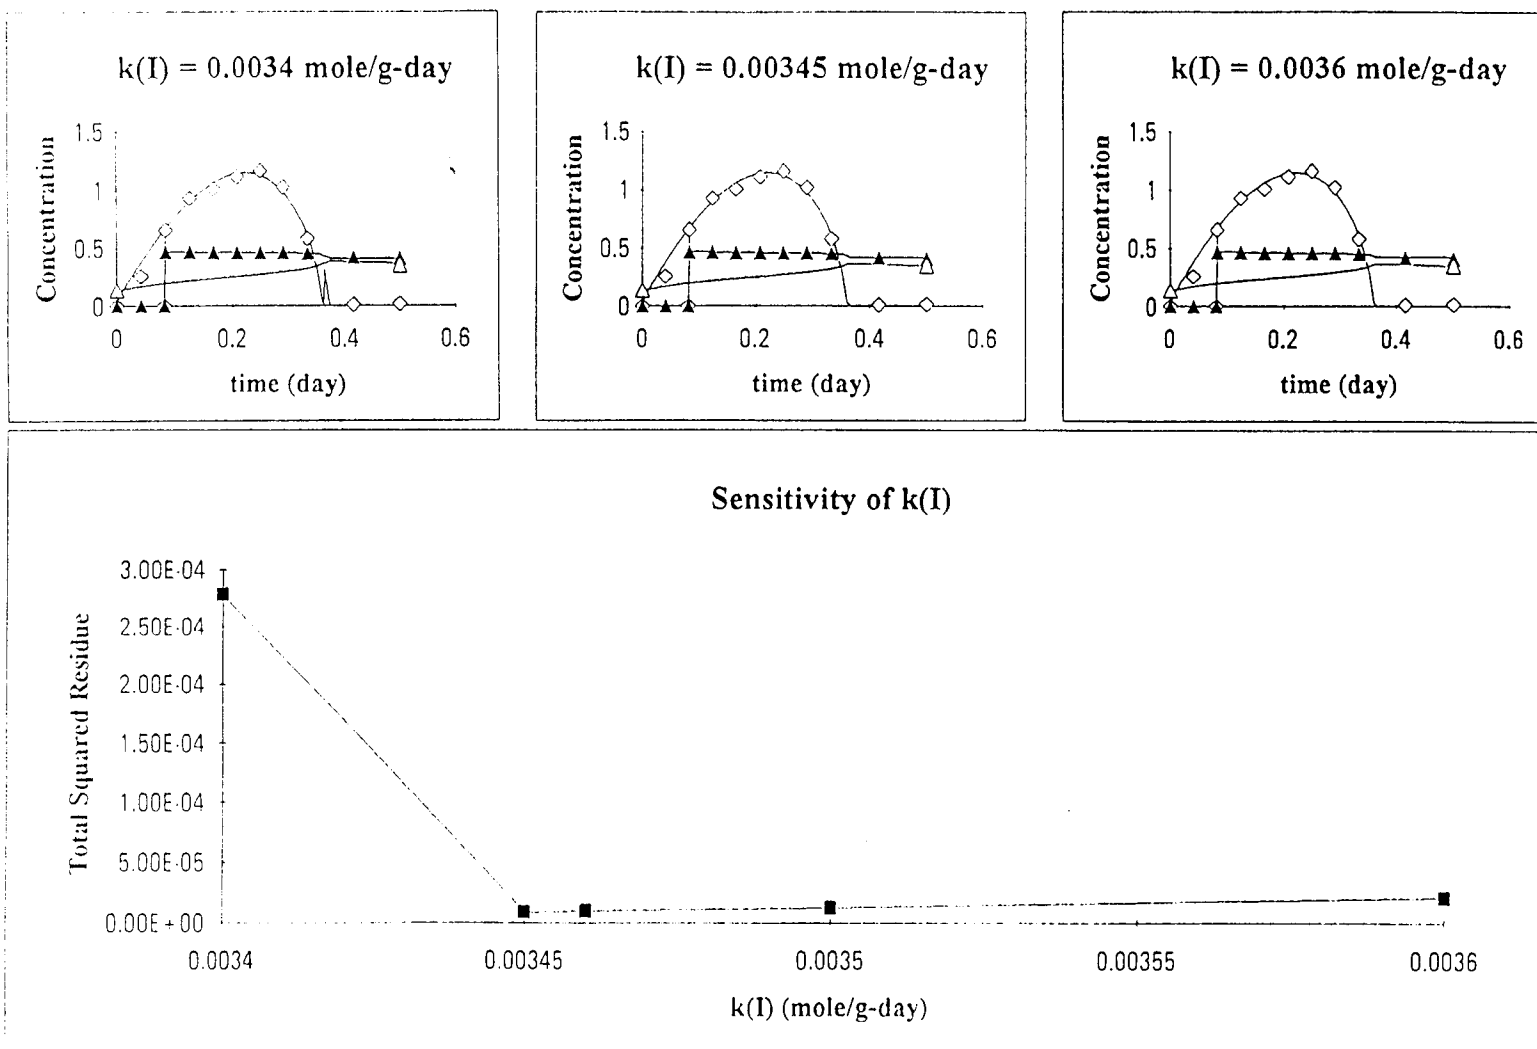 k(I) = 0.0034 mole/g-day
Concentration
1.5
1
0.5
0
0
0.2
0.4
0.6
time (day)
k(I) = 0.00345 mole/g-day
Concentration
1.5
1
0.5
0
0
0.2
0.4
0.6
time (day)
k(I) = 0.0036 mole/g-day
Concentration
1.5
1
0.5
0
0
0.2
0.4
0.6
time (day)
Sensitivity of k(I)
Total Squared Residue
3.00E-04
2.50E-04
2.00E-04
1.50E-04
1.00E-04
5.00E-05
0.00E+00
0.0034
0.00345
0.0035
0.00355
0.0036
k(I) (mole/g-day)